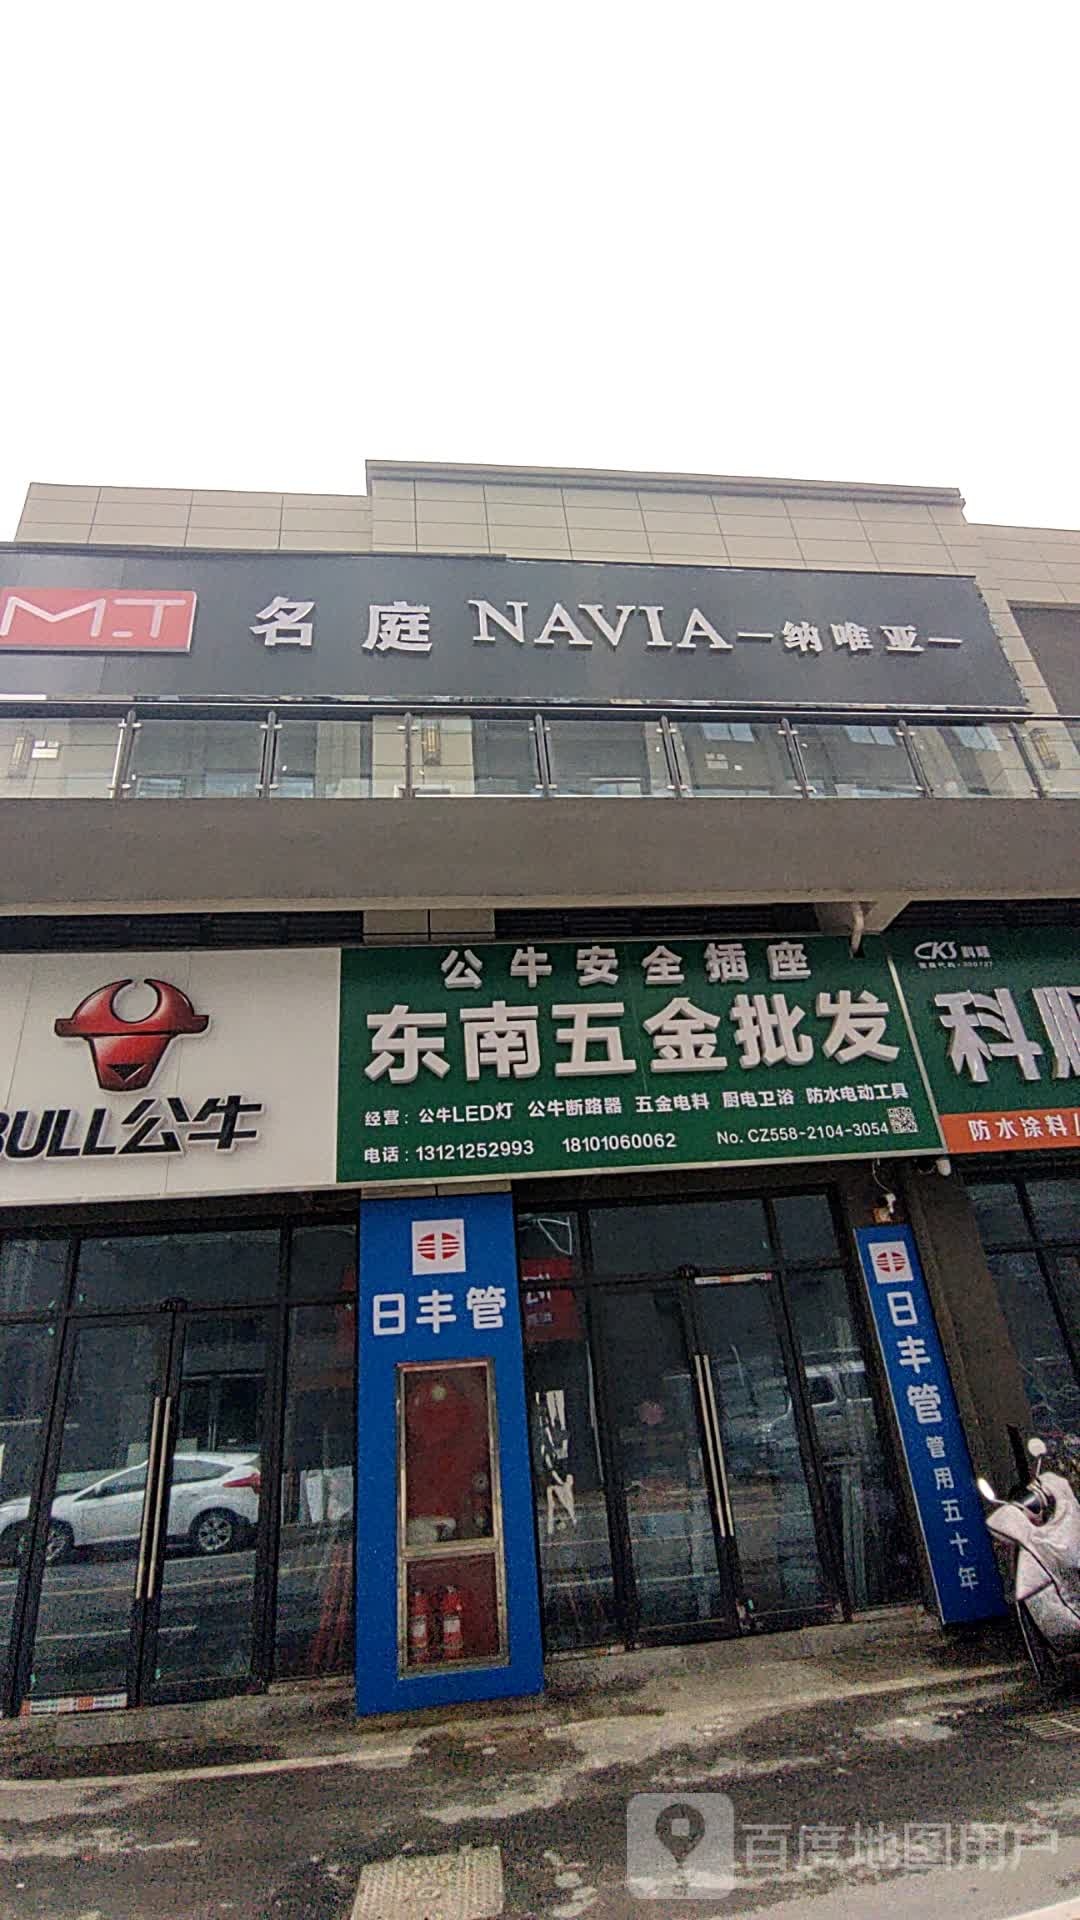 M.T 名庭 NAVIA—纳唯亚—
公牛安全插座
东南五金批发
经营：公牛LED灯 公牛断路器 五金电料 厨电卫浴 防水电动工具
电话：13121252993 18101060062 No. CZ558-2104-3054
BULL公牛
CKS 科顺
科顺
防水涂料
日丰管
日丰管 管用五十年
百度地图用户